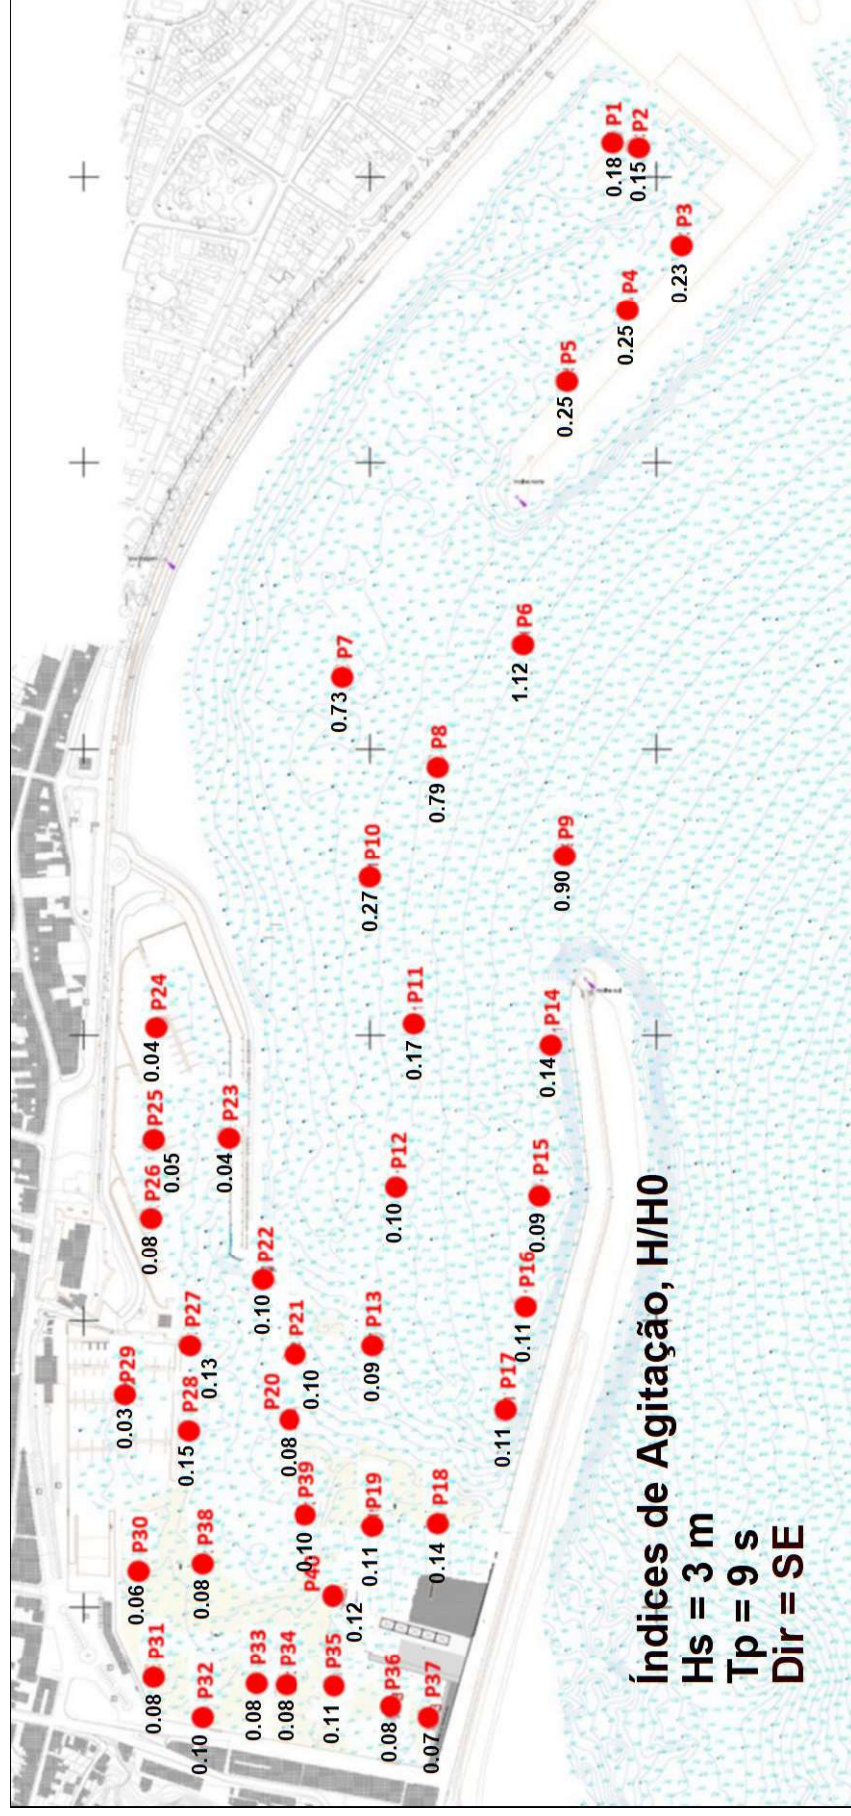 P1
0.18
P2
0.15
P3
0.23
P4
0.25
P5
0.25
P6
1.12
P7
0.73
P8
0.79
P9
0.90
P10
0.27
P11
0.17
P12
0.10
P13
0.09
P14
0.14
P15
0.09
P16
0.11
P17
0.11
P18
0.14
P19
0.11
P20
0.08
P21
0.10
P22
0.10
P23
0.04
P24
0.04
P25
0.05
P26
0.08
P27
0.13
P28
0.15
P29
0.03
P30
0.06
P31
0.08
P32
0.10
P33
0.08
P34
0.08
P35
0.11
P36
0.08
P37
0.07
P38
0.08
P39
0.10
P40
0.12
Índices de Agitação, H/H0
Hs = 3 m
Tp = 9 s
Dir = SE